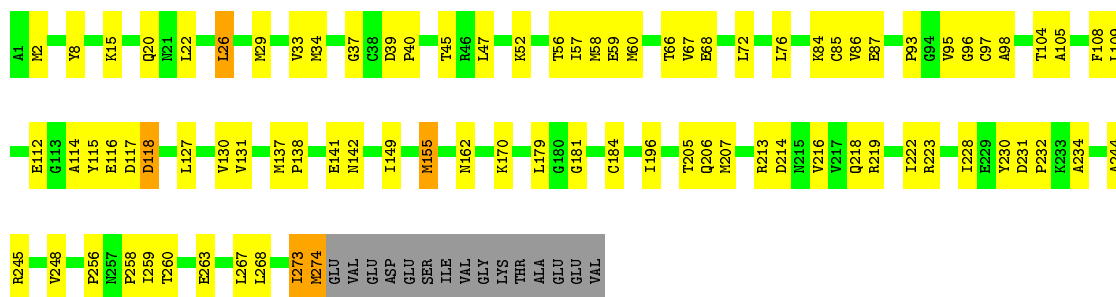 A1 M2 Y8 K15 Q20 N21 L22 L26 M29 V33 M34 G37 C38 D39 P40 T45 R46 L47 K52 T56 I57 M58 E59 M60 T66 V67 E68 L72 L76 K84 C85 V86 E87 P93 G94 V95 G96 C97 A98 T104 A105 F108 L109
E112 G113 A114 Y115 E116 D117 D118 L127 V130 V131 M137 P138 E141 N142 I149 M155 N162 K170 L179 G180 G181 C184 I196 T205 Q206 M207 R213 D214 N215 V216 V217 Q218 R219 I222 R223 I228 E229 Y230 D231 P232 K233 A234 A244
R245 V248 P256 N257 P258 I259 T260 E263 L267 L268 I273 M274 GLU VAL GLU ASP GLU SER ILE VAL GLY LYS THR ALA GLU GLU VAL